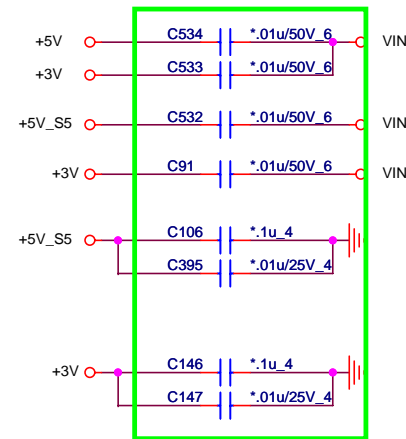 +5V C534 *.01u/50V_6 VIN
+3V C533 *.01u/50V_6
+5V_S5 C532 *.01u/50V_6 VIN
+3V C91 *.01u/50V_6 VIN
+5V_S5 C106 *.1u_4
C395 *.01u/25V_4
+3V C146 *.1u_4
C147 *.01u/25V_4